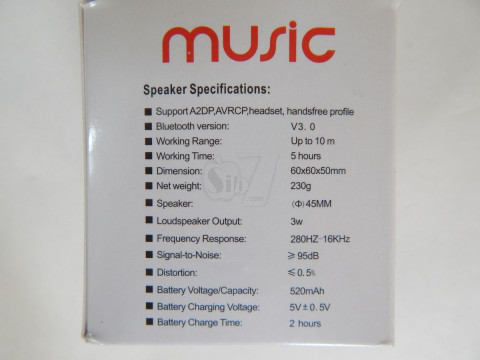 music
Speaker Specifications:
Support A2DP,AVRCP,headset, handsfree profile
Bluetooth version: V3.0
Working Range: Up to 10 m
Working Time: 5 hours
Dimension: 60x60x50mm
Net weight: 230g
Speaker: (Φ)45MM
Loudspeaker Output: 3w
Frequency Response: 280HZ-16KHz
Signal-to-Noise: ≥95dB
Distortion: ≤0.5%
Battery Voltage/Capacity: 520mAh
Battery Charging Voltage: 5V±0.5V
Battery Charge Time: 2 hours